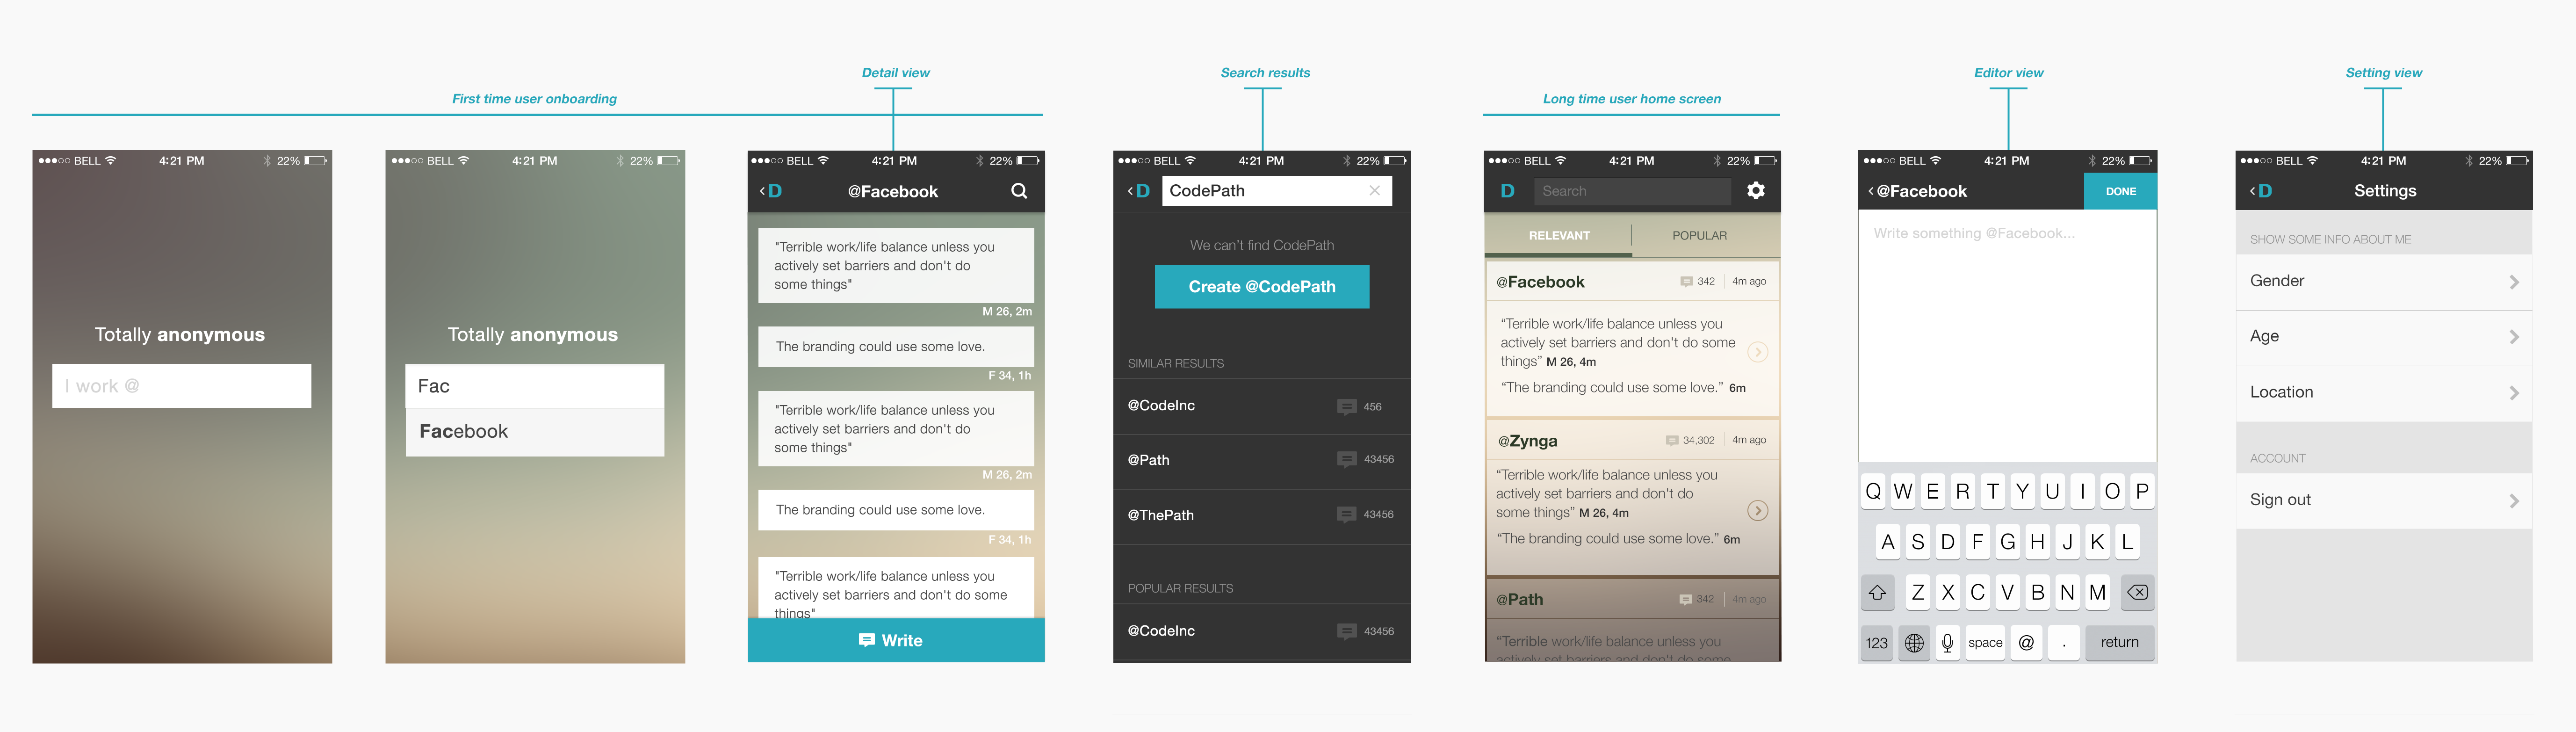 First time user onboarding
Detail view
Search results
Long time user home screen
Editor view
Setting view
BELL 4:21 PM 22%
Totally anonymous
I work @
BELL 4:21 PM 22%
Totally anonymous
Fac
Facebook
BELL 4:21 PM 22%
D @Facebook
"Terrible work/life balance unless you
actively set barriers and don't do
some things"
M 26, 2m
The branding could use some love.
F 34, 1h
"Terrible work/life balance unless you
actively set barriers and don't do
some things"
M 26, 2m
The branding could use some love.
F 34, 1h
"Terrible work/life balance unless you
actively set barriers and don't do some
things"
Write
BELL 4:21 PM 22%
D CodePath
We can't find CodePath
Create @CodePath
SIMILAR RESULTS
@CodeInc 456
@Path 43456
@ThePath 43456
POPULAR RESULTS
@CodeInc 43456
BELL 4:21 PM 22%
D Search
RELEVANT POPULAR
@Facebook 342 4m ago
“Terrible work/life balance unless you
actively set barriers and don't do some
things” M 26, 4m
“The branding could use some love.” 6m
@Zynga 34,302 4m ago
“Terrible work/life balance unless you
actively set barriers and don't do
some things” M 26, 4m
“The branding could use some love.” 6m
@Path 342 4m ago
“Terrible work/life balance unless you
actively set barriers and don't do some
BELL 4:21 PM 22%
@Facebook DONE
Write something @Facebook...
Q W E R T Y U I O P
A S D F G H J K L
Z X C V B N M
123 space @ . return
BELL 4:21 PM 22%
D Settings
SHOW SOME INFO ABOUT ME
Gender
Age
Location
ACCOUNT
Sign out